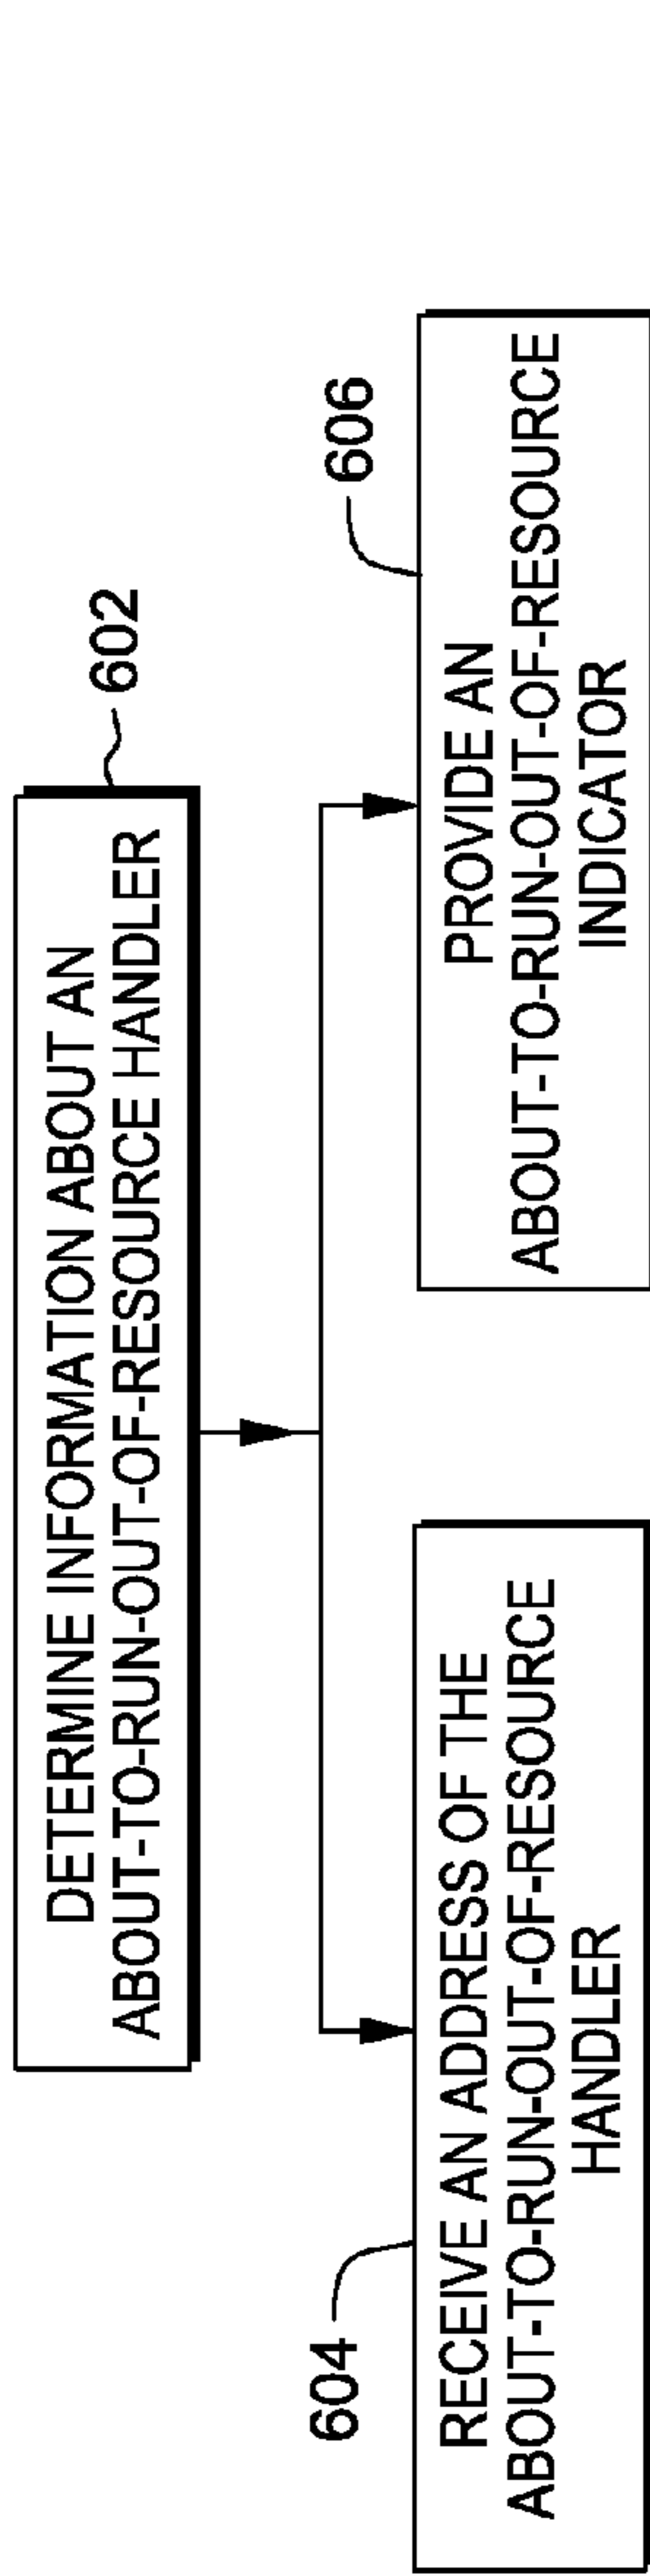 DETERMINE INFORMATION ABOUT AN
ABOUT-TO-RUN-OUT-OF-RESOURCE HANDLER
602
604
RECEIVE AN ADDRESS OF THE
ABOUT-TO-RUN-OUT-OF-RESOURCE
HANDLER
606
PROVIDE AN
ABOUT-TO-RUN-OUT-OF-RESOURCE
INDICATOR